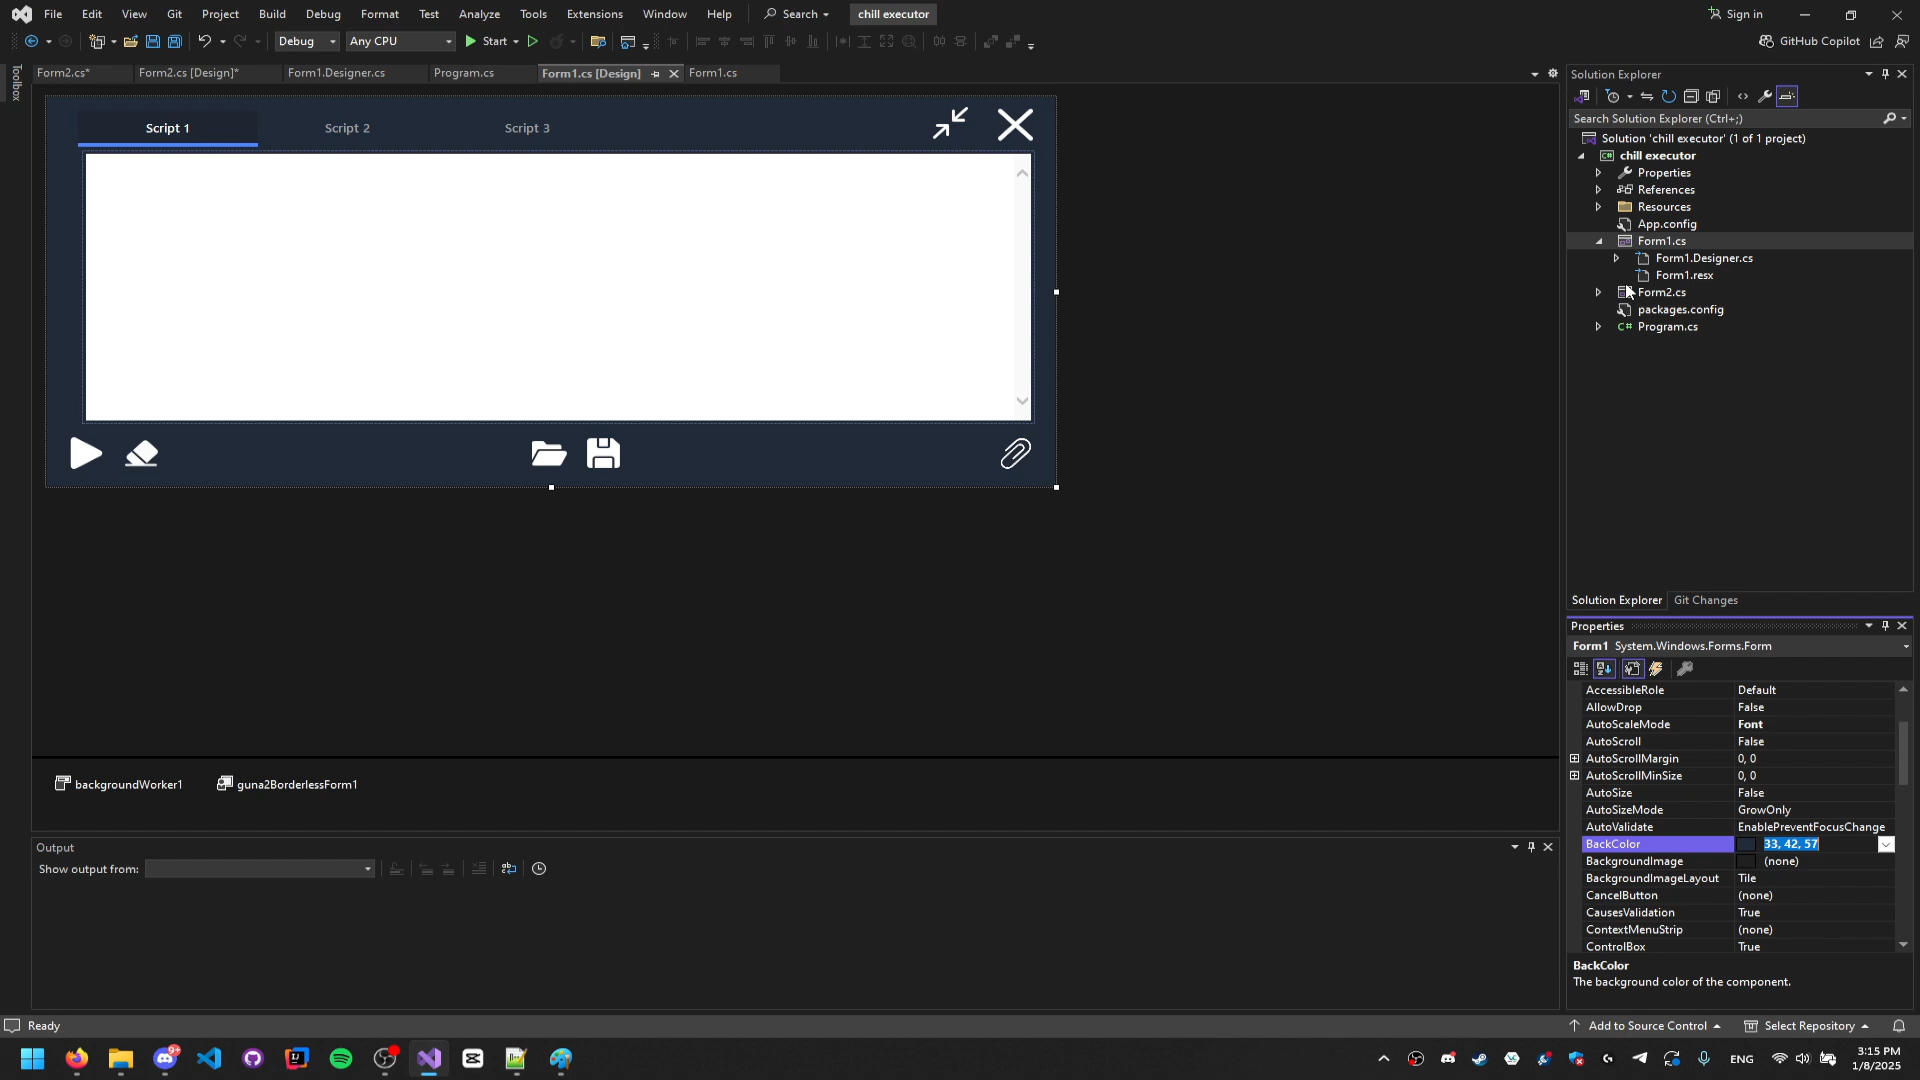 File Edit View Git Project Build Debug Format Test Analyze Tools Extensions Window Help Search chill executor Sign in
Debug Any CPU Start GitHub Copilot
Toolbox
Form2.cs* Form2.cs [Design]* Form1.Designer.cs Program.cs Form1.cs [Design] Form1.cs
Script 1 Script 2 Script 3
Solution Explorer
Search Solution Explorer (Ctrl+;)
Solution 'chill executor' (1 of 1 project)
C# chill executor
Properties
References
Resources
App.config
Form1.cs
Form1.Designer.cs
Form1.resx
Form2.cs
packages.config
C# Program.cs
Solution Explorer Git Changes
Properties
Form1 System.Windows.Forms.Form
AccessibleRole Default
AllowDrop False
AutoScaleMode Font
AutoScroll False
AutoScrollMargin 0, 0
AutoScrollMinSize 0, 0
AutoSize False
AutoSizeMode GrowOnly
AutoValidate EnablePreventFocusChange
BackColor 33, 42, 57
BackgroundImage (none)
BackgroundImageLayout Tile
CancelButton (none)
CausesValidation True
ContextMenuStrip (none)
ControlBox True
BackColor
The background color of the component.
backgroundWorker1 guna2BorderlessForm1
Output
Show output from:
Ready Add to Source Control Select Repository
ENG 3:15 PM
1/8/2025